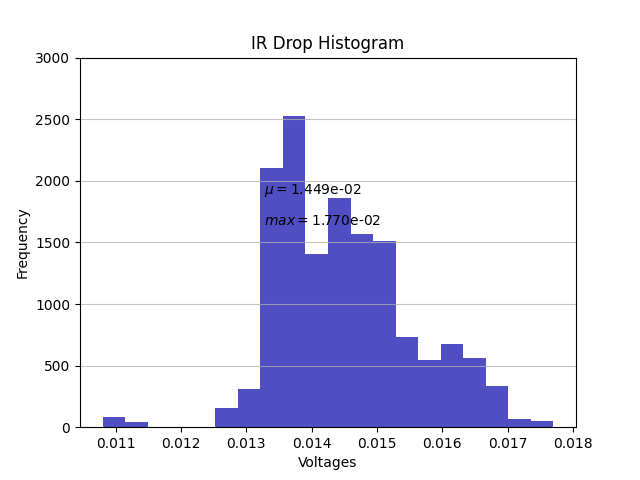 IR Drop Histogram
3000
2500
2000
1500
1000
500
0
Frequency
μ = 1.449e-02
max = 1.770e-02
0.011 0.012 0.013 0.014 0.015 0.016 0.017 0.018
Voltages